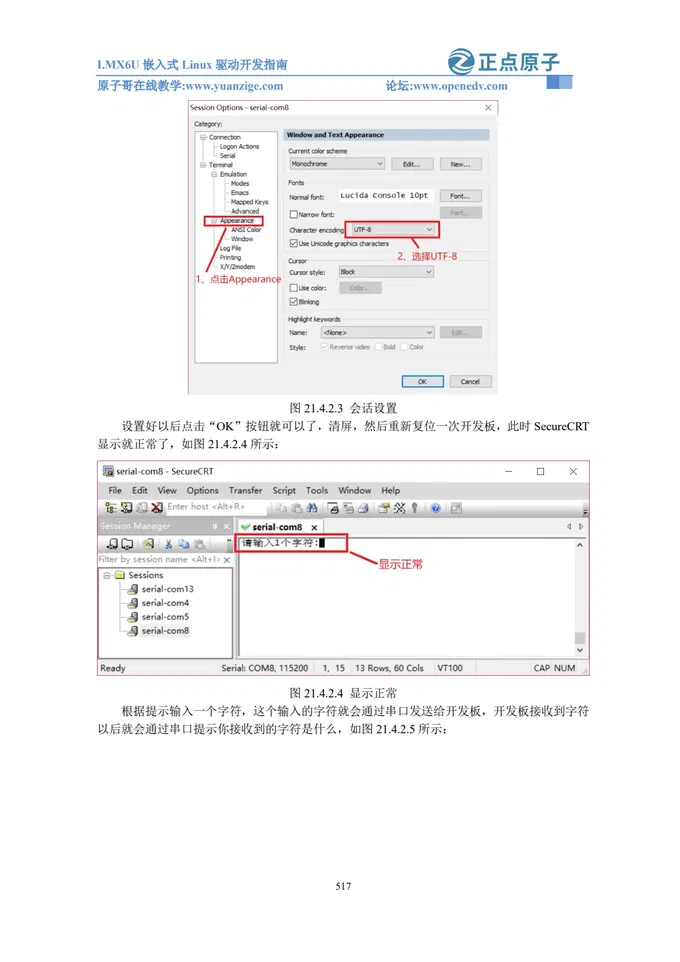 I.MX6U 嵌入式 Linux 驱动开发指南
正点原子
原子哥在线教学:www.yuanzige.com 论坛:www.openedv.com
Session Options - serial-com8
Category:
Connection
Logon Actions
Serial
Terminal
Emulation
Modes
Emacs
Mapped Keys
Advanced
Appearance
ANSI Color
Window
Log File
Printing
X/Y/Zmodem
1、点击Appearance
Window and Text Appearance
Current color scheme
Monochrome Edit... New...
Fonts
Normal font: Lucida Console 10pt Font...
Narrow font: Font...
Character encoding: UTF-8
Use Unicode graphics characters
2、选择UTF-8
Cursor
Cursor style: Block
Use color: Color...
Blinking
Highlight keywords
Name: <None> Edit...
Style: Reverse video Bold Color
OK Cancel
图 21.4.2.3 会话设置
设置好以后点击“OK”按钮就可以了，清屏，然后重新复位一次开发板，此时 SecureCRT
显示就正常了，如图 21.4.2.4 所示：
serial-com8 - SecureCRT
File Edit View Options Transfer Script Tools Window Help
Enter host <Alt+R>
Session Manager
serial-com8
Filter by session name <Alt+I>
Sessions
serial-com13
serial-com4
serial-com5
serial-com8
请输入1个字符:
显示正常
Ready Serial: COM8, 115200 1, 15 13 Rows, 60 Cols VT100 CAP NUM
图 21.4.2.4 显示正常
根据提示输入一个字符，这个输入的字符就会通过串口发送给开发板，开发板接收到字符
以后就会通过串口提示你接收到的字符是什么，如图 21.4.2.5 所示：
517